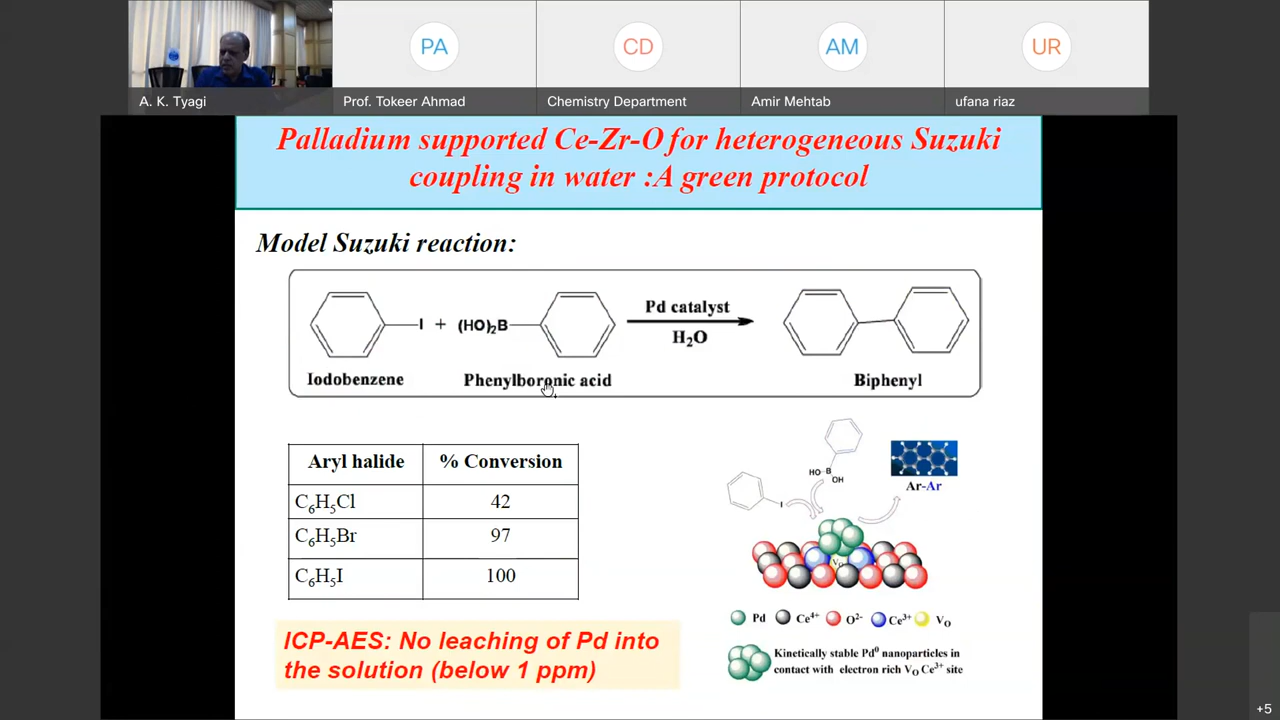 PA
CD
AM
UR
A. K. Tyagi
Prof. Tokeer Ahmad
Chemistry Department
Amir Mehtab
ufana riaz
Palladium supported Ce-Zr-O for heterogeneous Suzuki
coupling in water :A green protocol
Model Suzuki reaction:
I + (HO)₂B
Pd catalyst
H₂O
Iodobenzene
Phenylboronic acid
Biphenyl
Aryl halide % Conversion
C₆H₅Cl 42
C₆H₅Br 97
C₆H₅I 100
HO B
OH
I
Ar-Ar
Vₒ
Pd Ce⁴⁺ O²⁻ Ce³⁺ Vₒ
Kinetically stable Pd⁰ nanoparticles in
contact with electron rich Vₒ Ce³⁺ site
ICP-AES: No leaching of Pd into
the solution (below 1 ppm)
+5